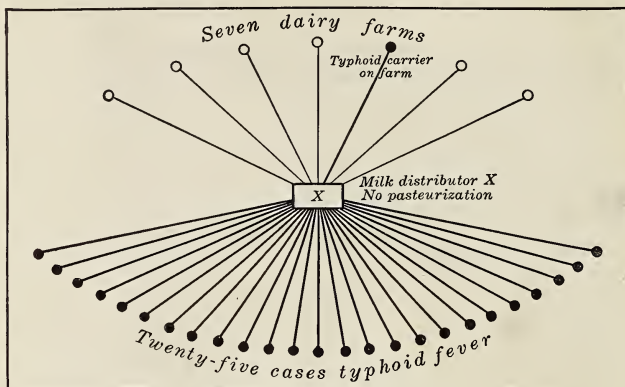 Seven dairy farms
Typhoid carrier
on farm
X
Milk distributor X
No pasteurization
Twenty-five cases typhoid fever